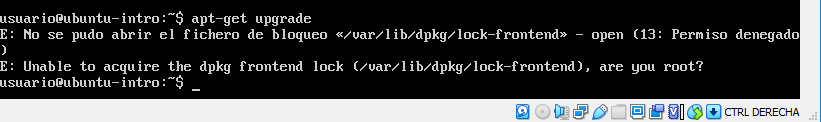 usuario@ubuntu-intro:~$ apt-get upgrade
E: No se pudo abrir el fichero de bloqueo «/var/lib/dpkg/lock-frontend» - open (13: Permiso denegado
)
E: Unable to acquire the dpkg frontend lock (/var/lib/dpkg/lock-frontend), are you root?
usuario@ubuntu-intro:~$ _
CTRL DERECHA